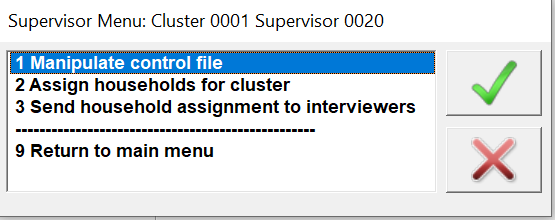 Supervisor Menu: Cluster 0001 Supervisor 0020
1 Manipulate control file
2 Assign households for cluster
3 Send household assignment to interviewers
--------------------------------------------------
9 Return to main menu